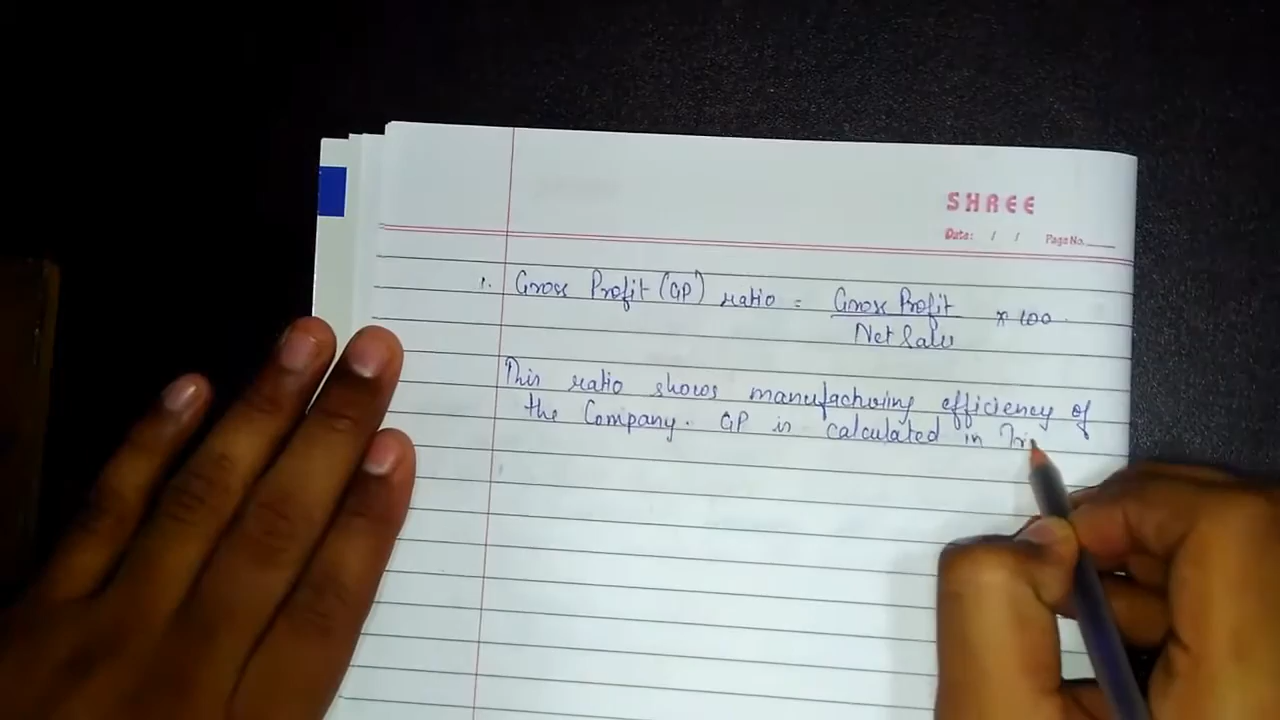 SHREE
Date: / / Page No.
1. Gross Profit (GP) ratio = Gross Profit × 100
Net Sales
This ratio shows manufacturing efficiency of
the Company. GP is calculated in